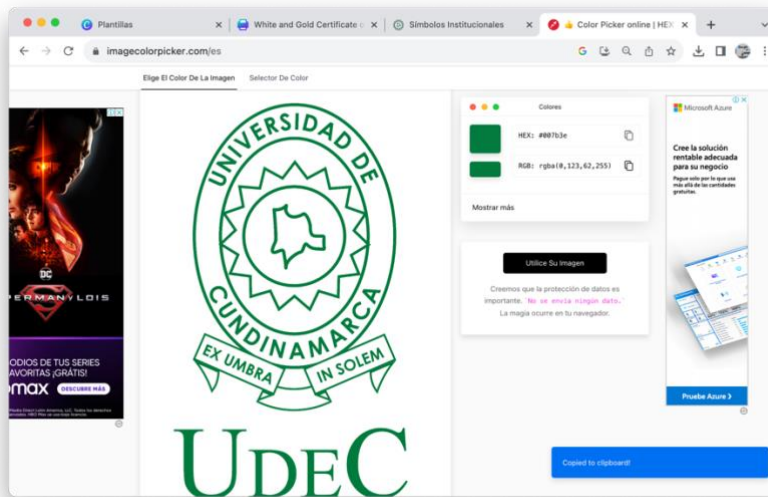 Plantillas
White and Gold Certificate
Símbolos Institucionales
Color Picker online | HEX
imagecolorpicker.com/es
Elige El Color De La Imagen
Selector De Color
UNIVERSIDAD DE
CUNDINAMARCA
EX UMBRA
IN SOLEM
UDEC
DC
PERMANYLOIS
ODIOS DE TUS SERIES
AVORITAS ¡GRATIS!
max
DESCUBRE MÁS
Colores
HEX: #007b3e
RGB: rgba(0,123,62,255)
Mostrar más
Utilice Su Imagen
Creemos que la protección de datos es
importante. `No se envía ningún dato.`
La magia ocurre en tu navegador.
Microsoft Azure
Cree la solución
rentable adecuada
para su negocio
Pague solo por lo que usa
más allá de las cantidades
gratuitas.
Pruebe Azure
Copied to clipboard!